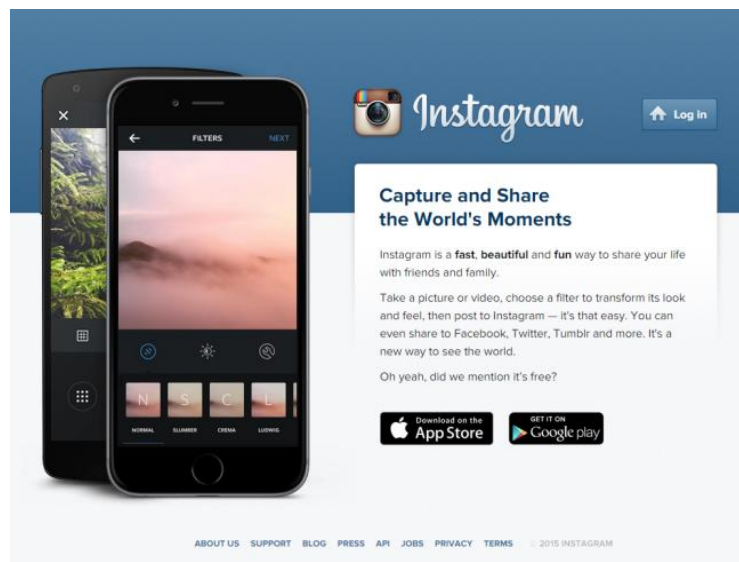 Instagram
Log in
FILTERS
NEXT
Capture and Share
the World's Moments
Instagram is a fast, beautiful and fun way to share your life
with friends and family.
Take a picture or video, choose a filter to transform its look
and feel, then post to Instagram — it's that easy. You can
even share to Facebook, Twitter, Tumblr and more. It's a
new way to see the world.
Oh yeah, did we mention it's free?
N S C L
NORMAL SLUMBER CREMA LUDWIG
Download on the
App Store
GET IT ON
Google play
ABOUT US SUPPORT BLOG PRESS API JOBS PRIVACY TERMS © 2015 INSTAGRAM